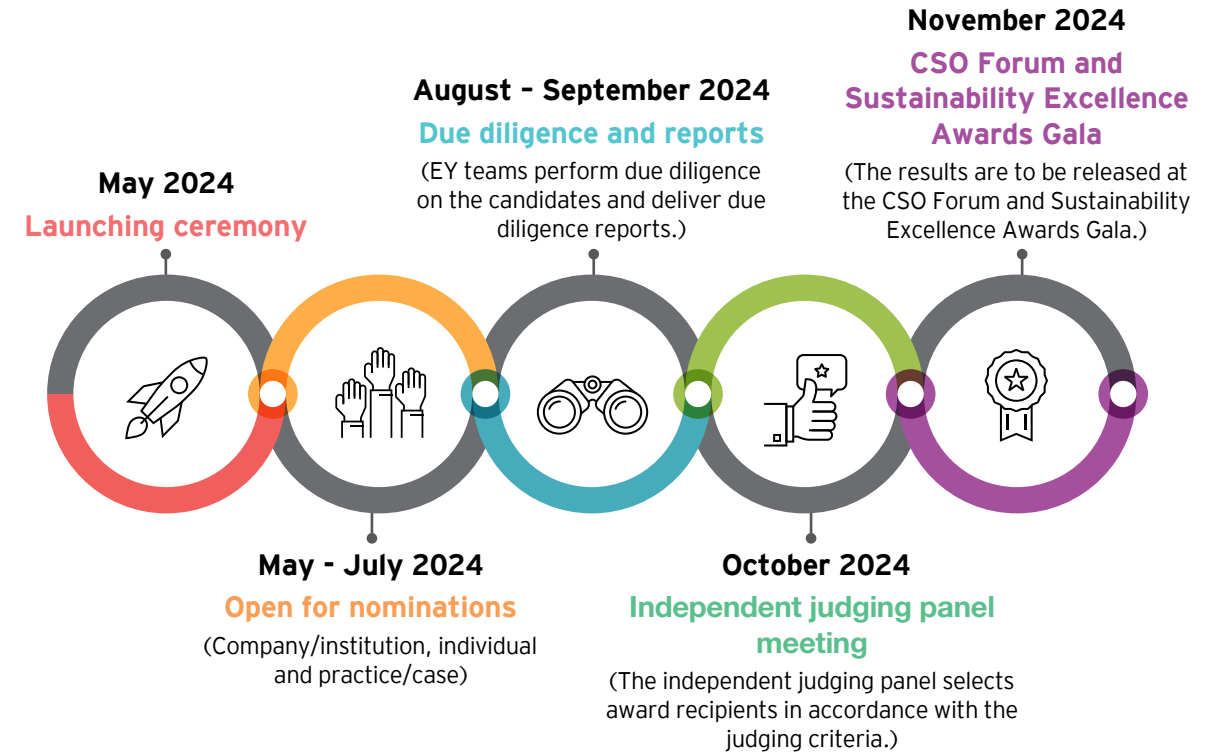 May 2024
Launching ceremony
May - July 2024
Open for nominations
(Company/institution, individual
and practice/case)
August – September 2024
Due diligence and reports
(EY teams perform due diligence
on the candidates and deliver due
diligence reports.)
October 2024
Independent judging panel
meeting
(The independent judging panel selects
award recipients in accordance with the
judging criteria.)
November 2024
CSO Forum and
Sustainability Excellence
Awards Gala
(The results are to be released at
the CSO Forum and Sustainability
Excellence Awards Gala.)